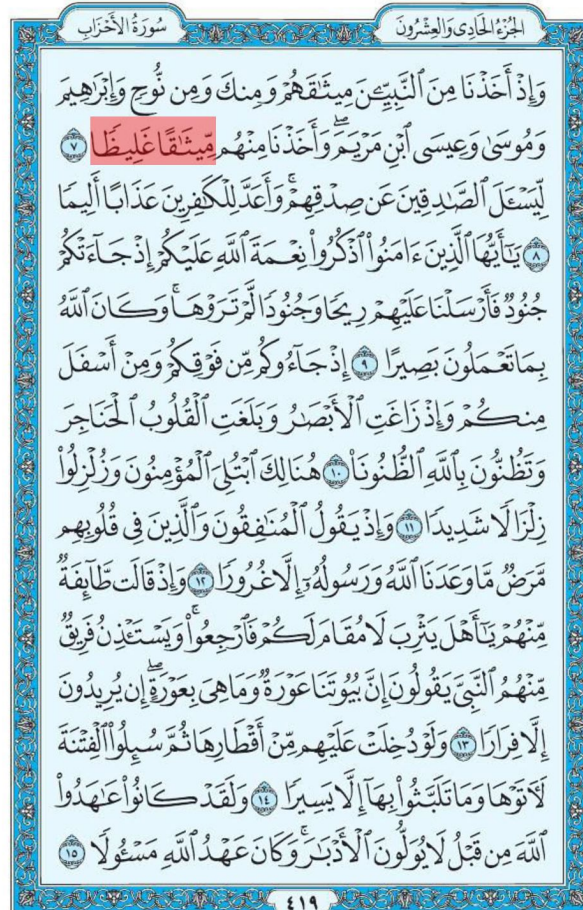 الجُزْءُ الحَادِي وَالعِشْرُونَ
سُورَةُ الأَحْزَابِ
وَإِذْ أَخَذْنَا مِنَ ٱلنَّبِيِّـۧنَ مِيثَٰقَهُمْ وَمِنكَ وَمِن نُّوحٍ وَإِبْرَٰهِيمَ
وَمُوسَىٰ وَعِيسَى ٱبْنِ مَرْيَمَۖ وَأَخَذْنَا مِنْهُم مِّيثَٰقًا غَلِيظًا ٧
لِّيَسْـَٔلَ ٱلصَّٰدِقِينَ عَن صِدْقِهِمْۚ وَأَعَدَّ لِلْكَٰفِرِينَ عَذَابًا أَلِيمًا
٨ يَٰٓأَيُّهَا ٱلَّذِينَ ءَامَنُوا۟ ٱذْكُرُوا۟ نِعْمَةَ ٱللَّهِ عَلَيْكُمْ إِذْ جَآءَتْكُمْ
جُنُودٌ فَأَرْسَلْنَا عَلَيْهِمْ رِيحًا وَجُنُودًا لَّمْ تَرَوْهَاۚ وَكَانَ ٱللَّهُ
بِمَا تَعْمَلُونَ بَصِيرًا ٩ إِذْ جَآءُوكُم مِّن فَوْقِكُمْ وَمِنْ أَسْفَلَ
مِنكُمْ وَإِذْ زَاغَتِ ٱلْأَبْصَٰرُ وَبَلَغَتِ ٱلْقُلُوبُ ٱلْحَنَاجِرَ
وَتَظُنُّونَ بِٱللَّهِ ٱلظُّنُونَا۠ ١٠ هُنَالِكَ ٱبْتُلِىَ ٱلْمُؤْمِنُونَ وَزُلْزِلُوا۟
زِلْزَالًا شَدِيدًا ١١ وَإِذْ يَقُولُ ٱلْمُنَٰفِقُونَ وَٱلَّذِينَ فِى قُلُوبِهِم
مَّرَضٌ مَّا وَعَدَنَا ٱللَّهُ وَرَسُولُهُۥٓ إِلَّا غُرُورًا ١٢ وَإِذْ قَالَت طَّآئِفَةٌ
مِّنْهُمْ يَٰٓأَهْلَ يَثْرِبَ لَا مُقَامَ لَكُمْ فَٱرْجِعُوا۟ۚ وَيَسْتَـْٔذِنُ فَرِيقٌ
مِّنْهُمُ ٱلنَّبِىَّ يَقُولُونَ إِنَّ بُيُوتَنَا عَوْرَةٌ وَمَا هِىَ بِعَوْرَةٍۖ إِن يُرِيدُونَ
إِلَّا فِرَارًا ١٣ وَلَوْ دُخِلَتْ عَلَيْهِم مِّنْ أَقْطَارِهَا ثُمَّ سُئِلُوا۟ ٱلْفِتْنَةَ
لَـَٔاتَوْهَا وَمَا تَلَبَّثُوا۟ بِهَآ إِلَّا يَسِيرًا ١٤ وَلَقَدْ كَانُوا۟ عَٰهَدُوا۟
ٱللَّهَ مِن قَبْلُ لَا يُوَلُّونَ ٱلْأَدْبَٰرَۚ وَكَانَ عَهْدُ ٱللَّهِ مَسْـُٔولًا ١٥
٤١٩